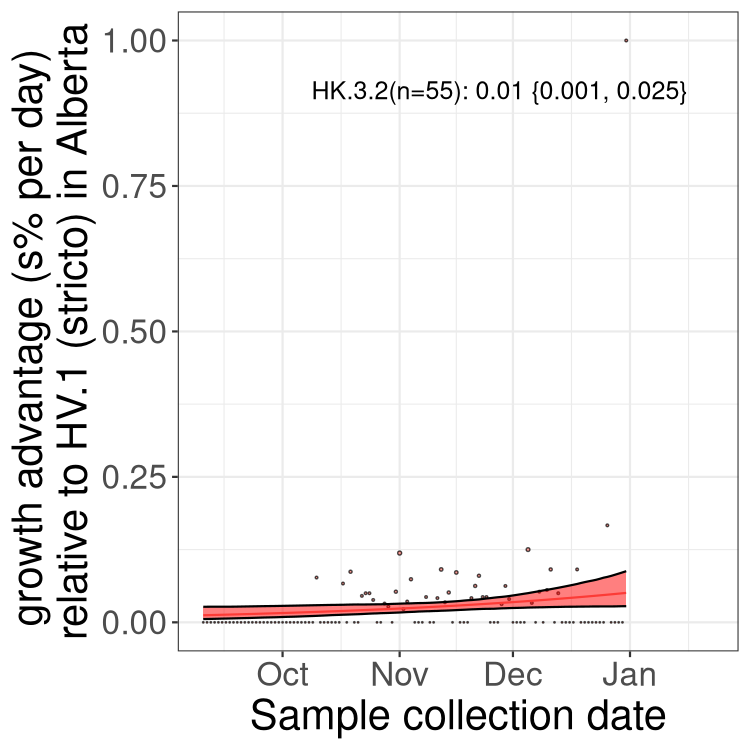 growth advantage (s% per day)
relative to HV.1 (stricto) in Alberta
1.00
0.75
0.50
0.25
0.00
HK.3.2(n=55): 0.01 {0.001, 0.025}
Oct Nov Dec Jan
Sample collection date